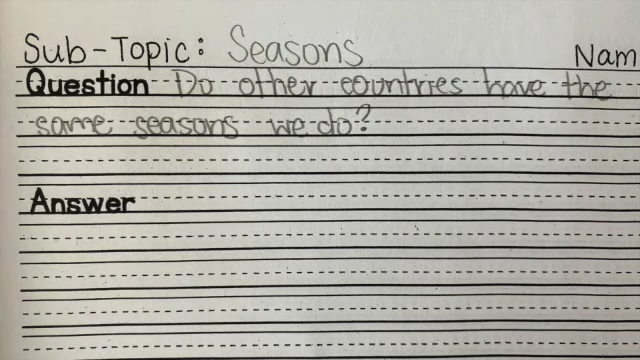 Sub-Topic: Seasons Nam
Question Do other countries have the
same seasons we do?
Answer